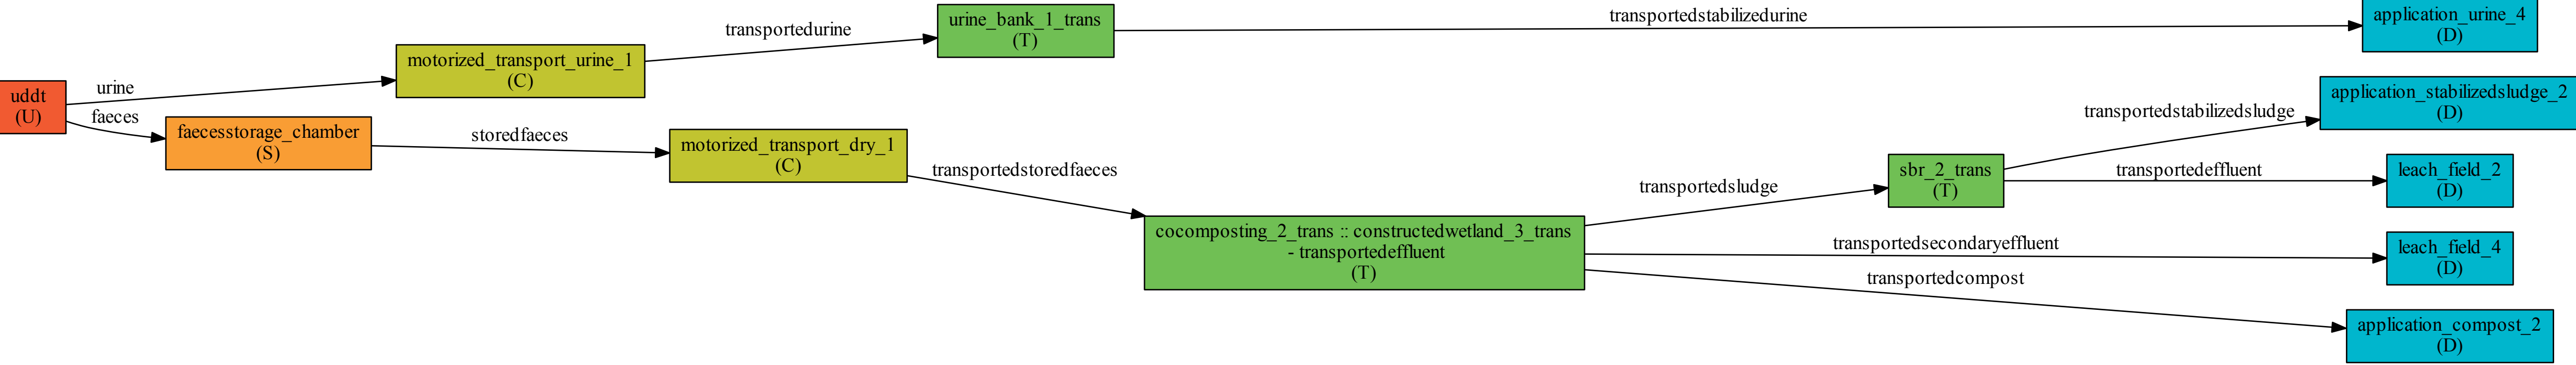 uddt
(U)
urine
faeces
faecesstorage_chamber
(S)
motorized_transport_urine_1
(C)
storedfaeces
motorized_transport_dry_1
(C)
transportedurine
urine_bank_1_trans
(T)
transportedstoredfaeces
cocomposting_2_trans :: constructedwetland_3_trans
- transportedeffluent
(T)
transportedstabilizedurine
transportedsludge
sbr_2_trans
(T)
transportedstabilizedsludge
transportedeffluent
transportedsecondaryeffluent
transportedcompost
application_urine_4
(D)
application_stabilizedsludge_2
(D)
leach_field_2
(D)
leach_field_4
(D)
application_compost_2
(D)